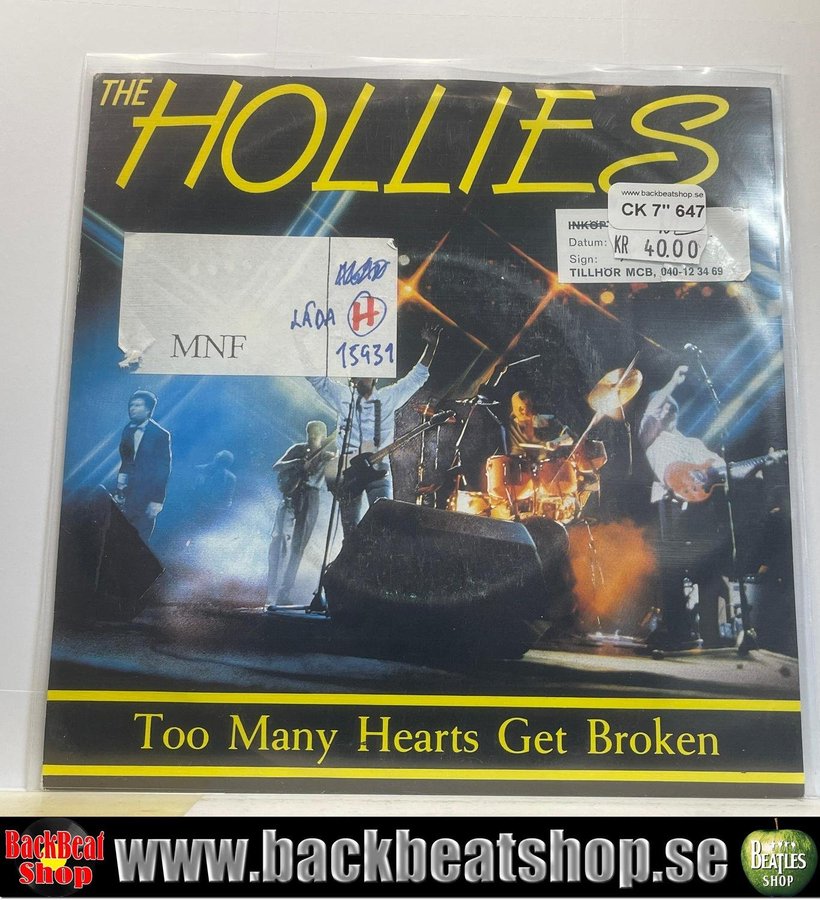 THE
HOLLIES
www.backbeatshop.se
CK 7" 647
Datum:
KR 40.00
Sign:
TILLHÖR MCB, 040-12 34 69
LÅDA H
MNF
15931
Too Many Hearts Get Broken
BackBeat
Shop
www.backbeatshop.se
BEATLES
SHOP